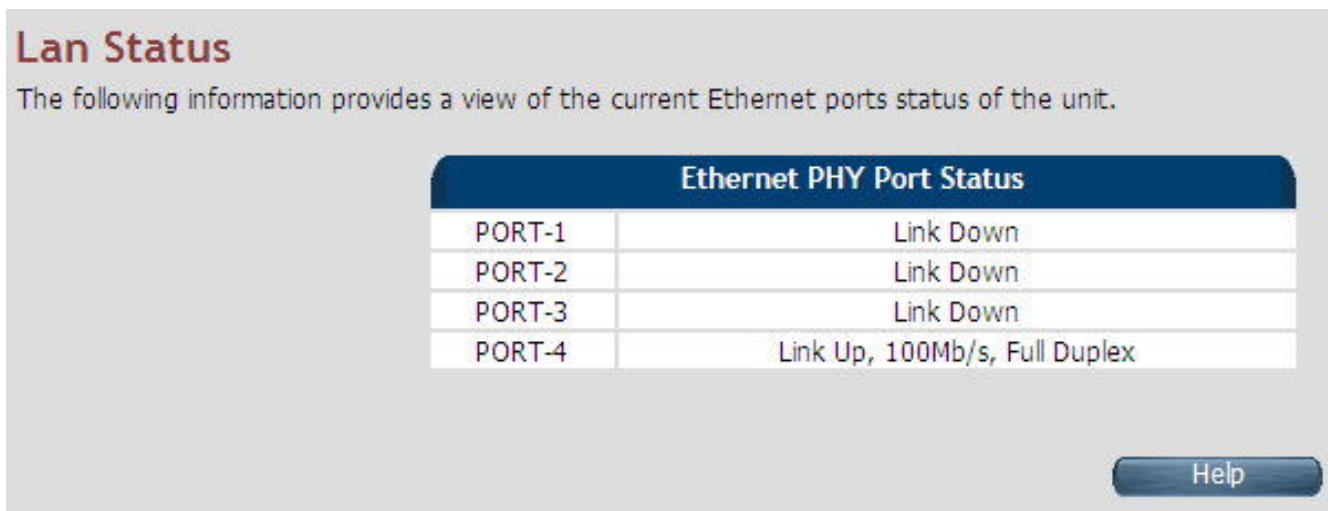 Lan Status
The following information provides a view of the current Ethernet ports status of the unit.
Ethernet PHY Port Status
PORT-1 Link Down
PORT-2 Link Down
PORT-3 Link Down
PORT-4 Link Up, 100Mb/s, Full Duplex
Help